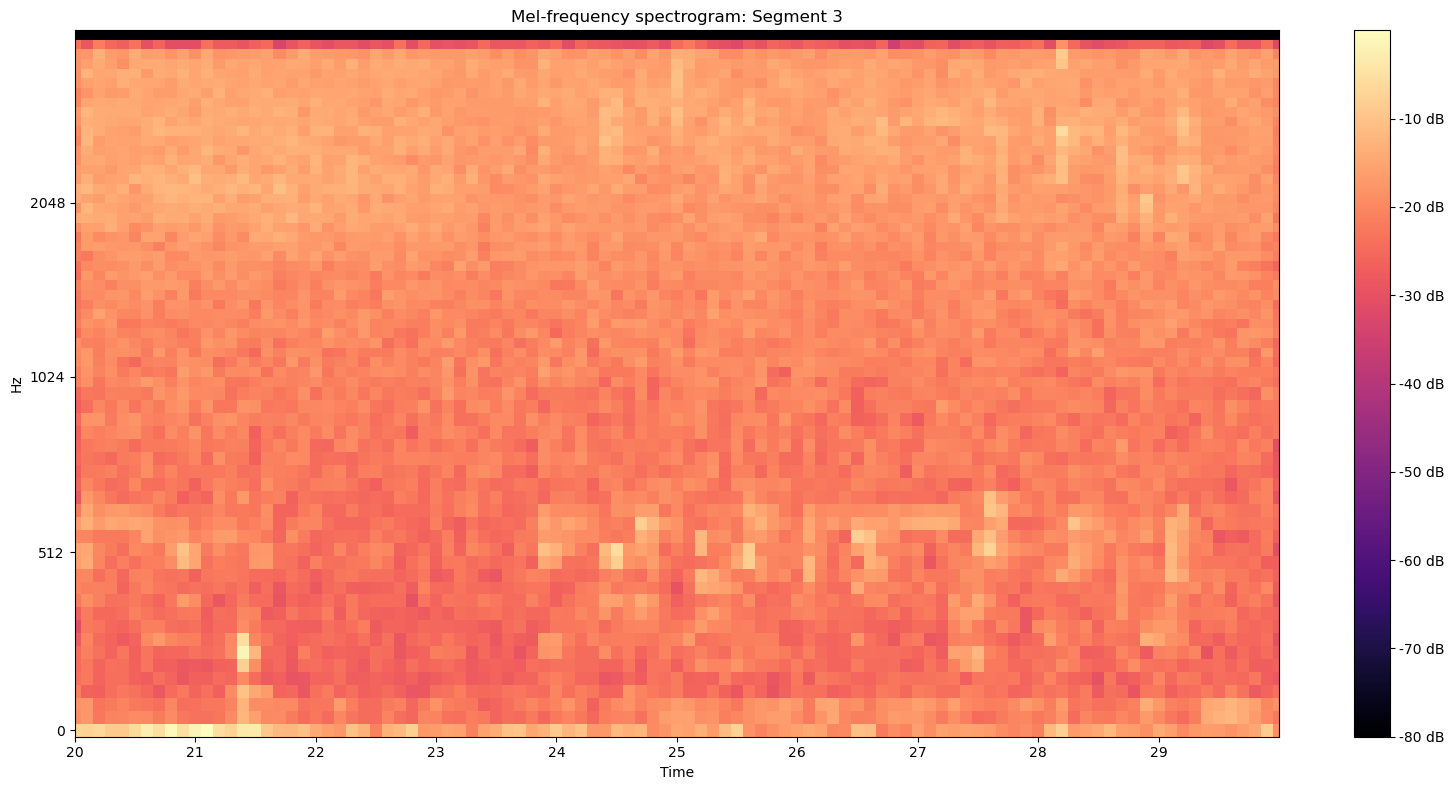 Mel-frequency spectrogram: Segment 3
Hz
2048
1024
512
0
20 21 22 23 24 25 26 27 28 29
Time
-10 dB
-20 dB
-30 dB
-40 dB
-50 dB
-60 dB
-70 dB
-80 dB